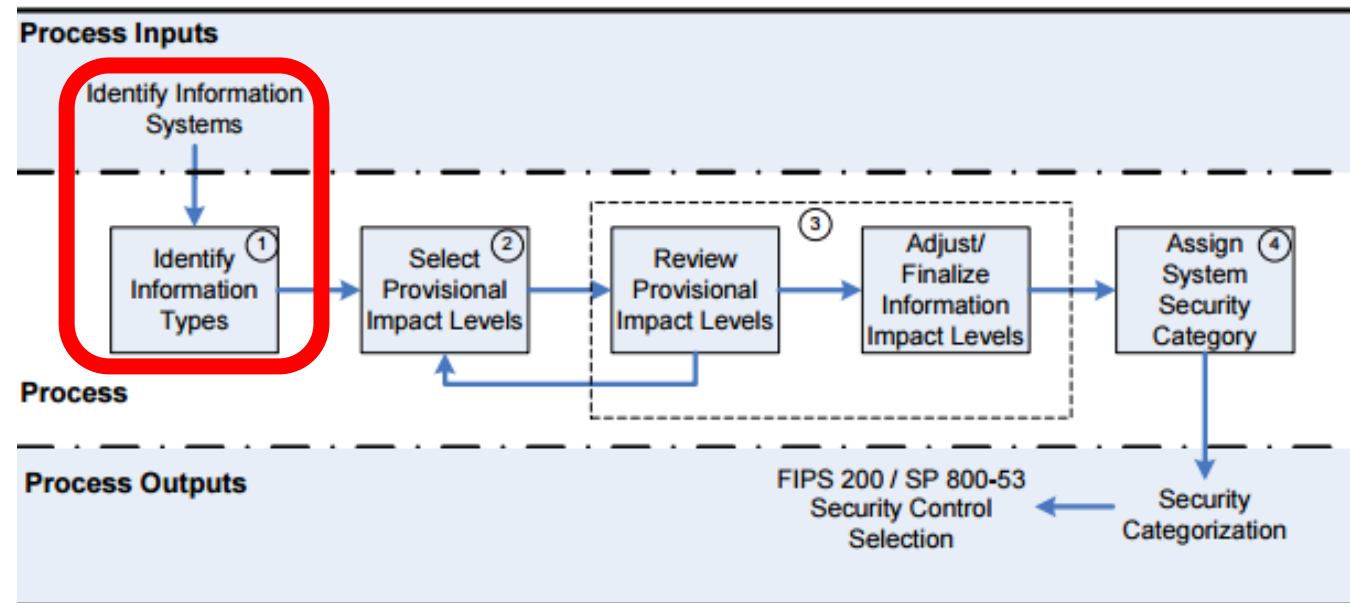 Process Inputs
Identify Information
Systems
1
Identify
Information
Types
2
Select
Provisional
Impact Levels
3
Review
Provisional
Impact Levels
Adjust/
Finalize
Information
Impact Levels
4
Assign
System
Security
Category
Process
Process Outputs
FIPS 200 / SP 800-53
Security Control
Selection
Security
Categorization